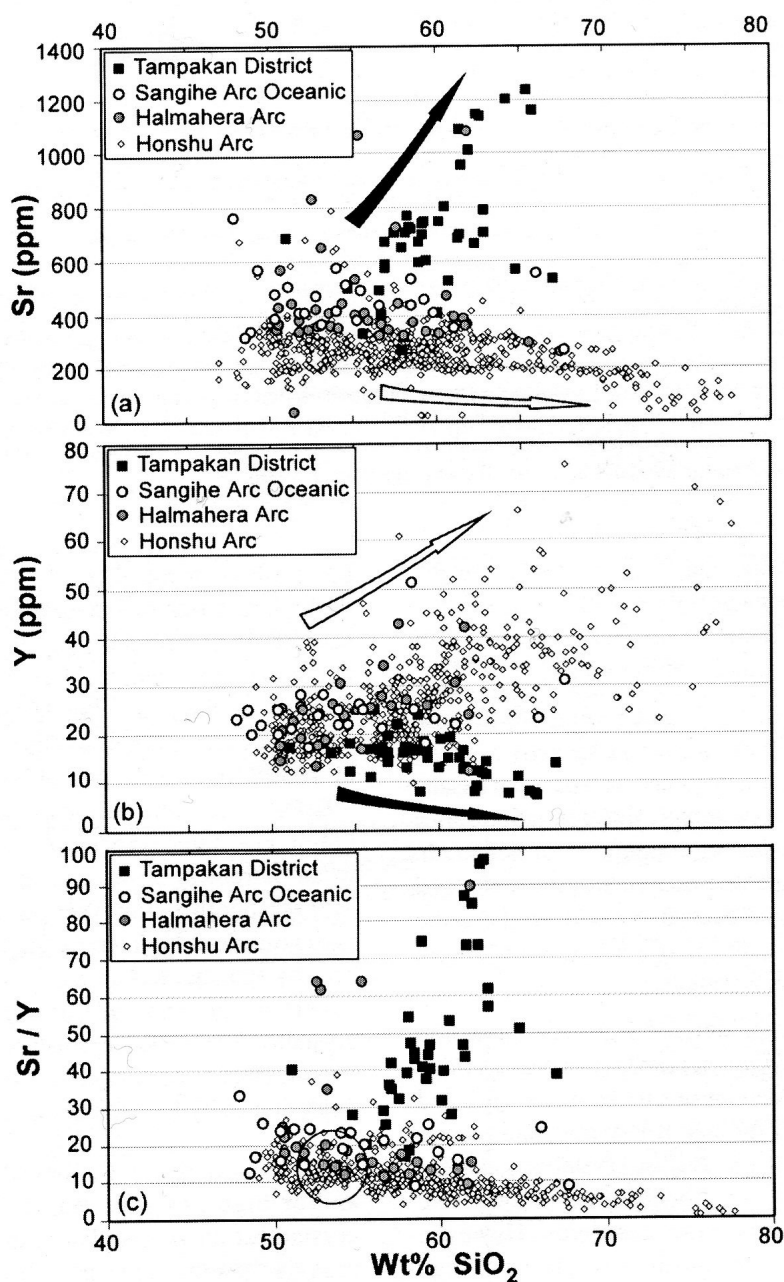 40 50 60 70 80
1400
1200
1000
800
600
400
200
0
Sr (ppm)
Tampakan District
Sangihe Arc Oceanic
Halmahera Arc
Honshu Arc
(a)
80
70
60
50
40
30
20
10
0
Y (ppm)
Tampakan District
Sangihe Arc Oceanic
Halmahera Arc
Honshu Arc
(b)
100
90
80
70
60
50
40
30
20
10
0
Sr / Y
Tampakan District
Sangihe Arc Oceanic
Halmahera Arc
Honshu Arc
(c)
40 50 60 70 80
Wt% SiO₂